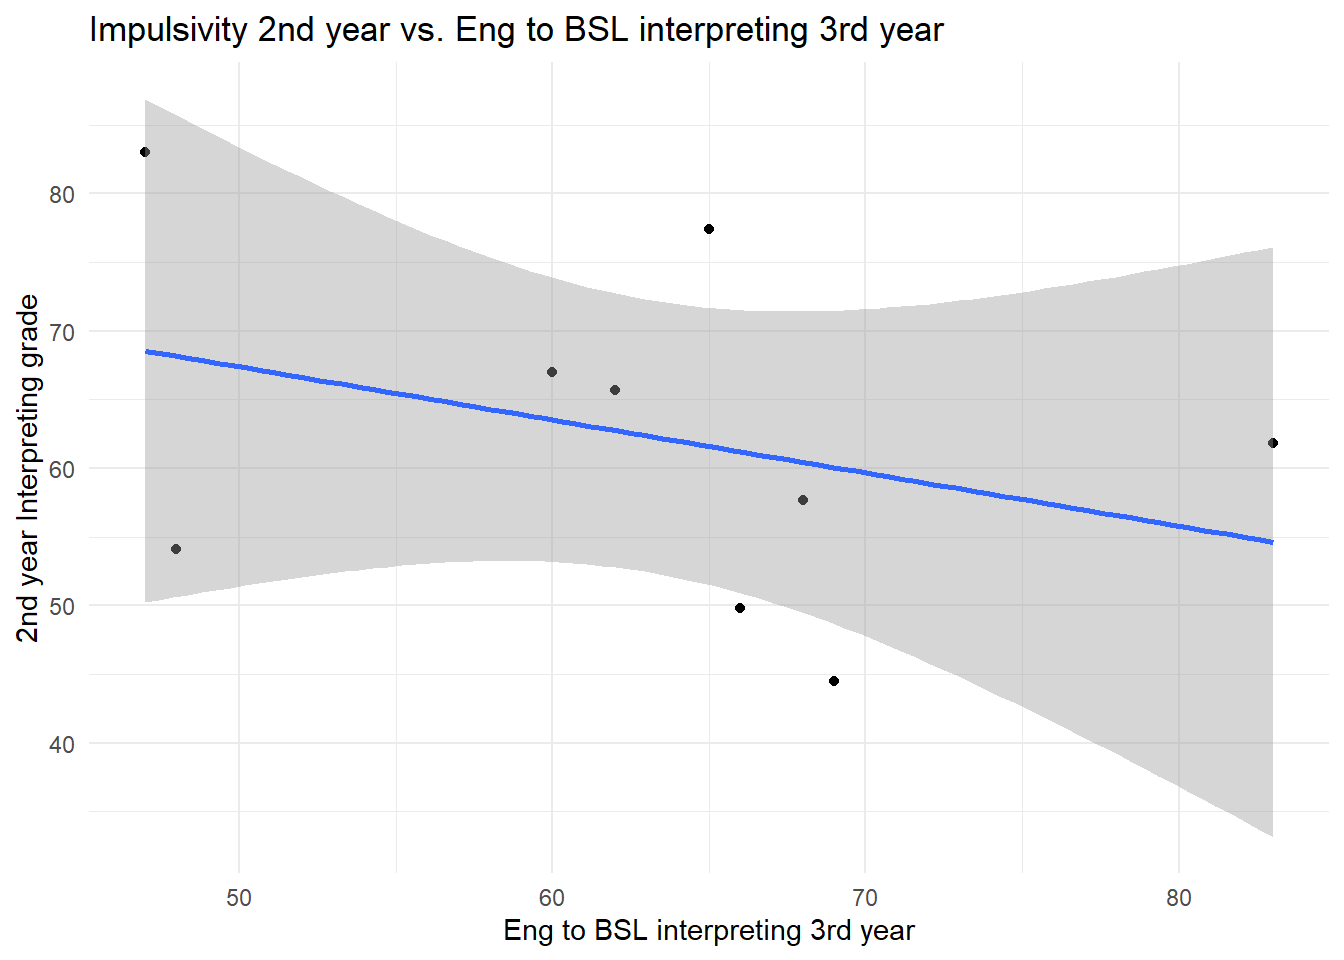 Impulsivity 2nd year vs. Eng to BSL interpreting 3rd year
2nd year Interpreting grade
80
70
60
50
40
50 60 70 80
Eng to BSL interpreting 3rd year